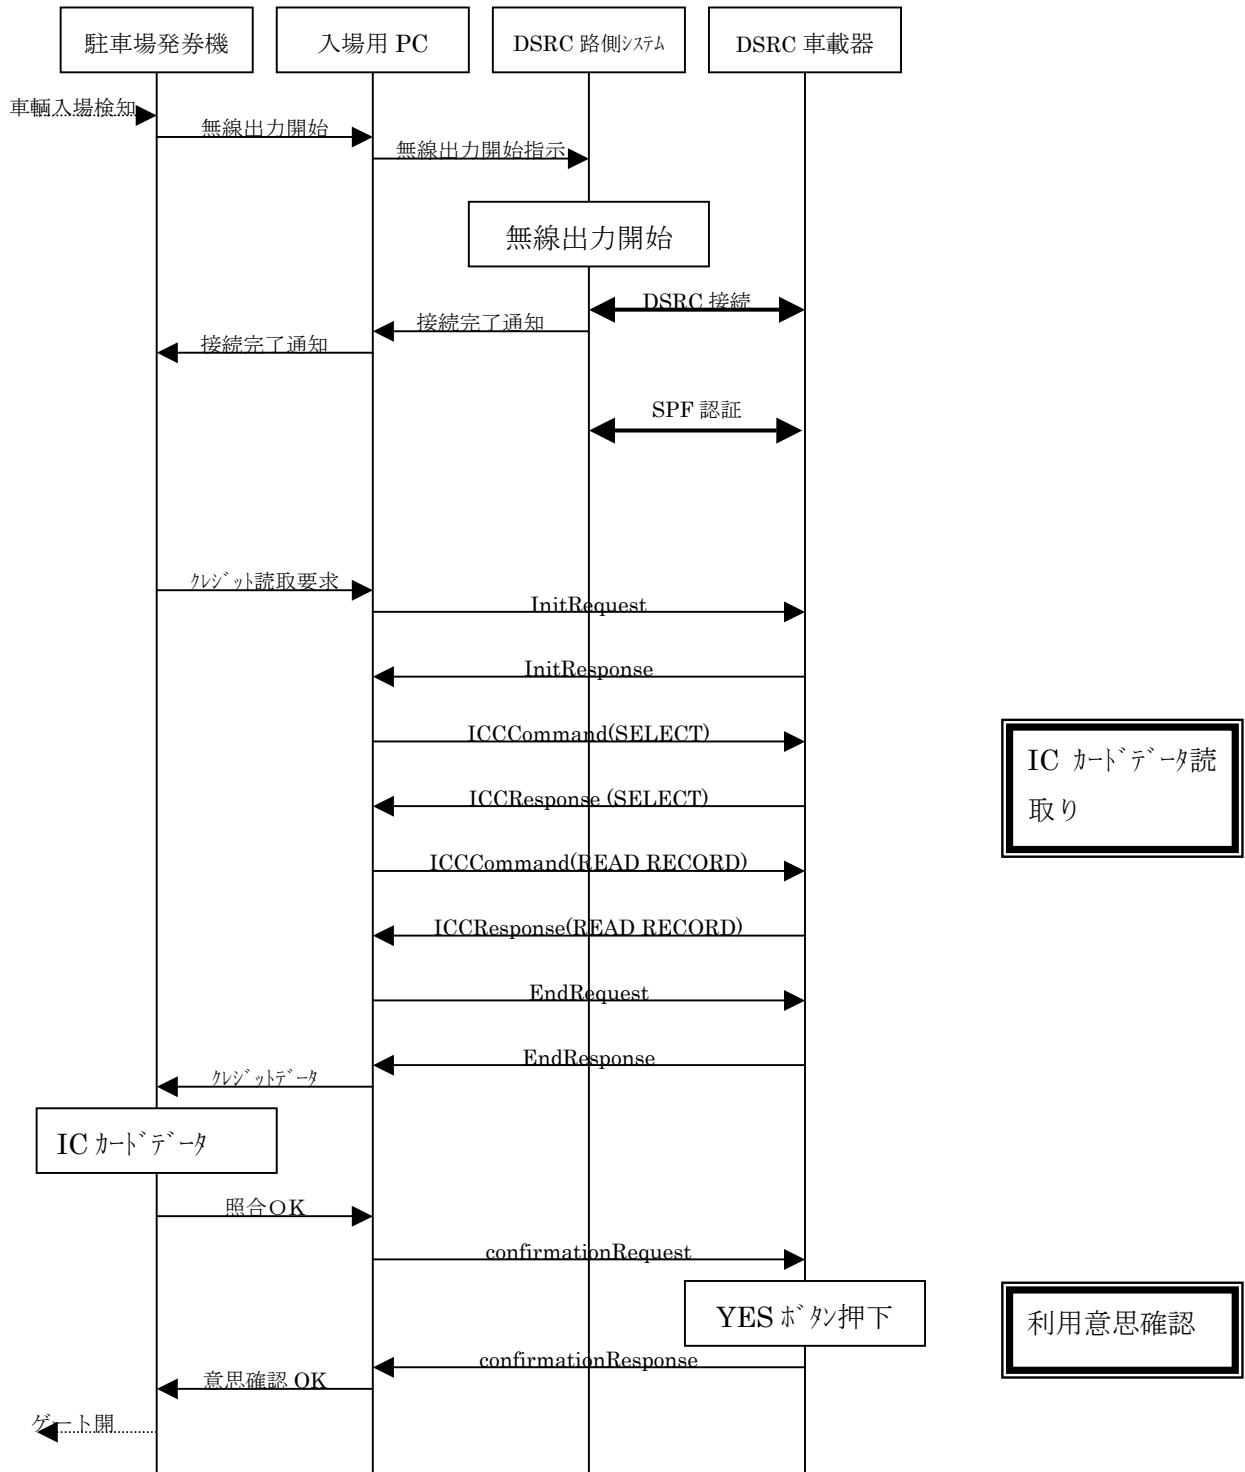 駐車場発券機
入場用 PC
DSRC 路側ｼｽﾃﾑ
DSRC 車載器
車輌入場検知
無線出力開始
無線出力開始指示
無線出力開始
DSRC 接続
接続完了通知
接続完了通知
SPF 認証
ｸﾚｼﾞｯﾄ読取要求
InitRequest
InitResponse
ICCCommand(SELECT)
IC ｶｰﾄﾞﾃﾞｰﾀ読
取り
ICCResponse (SELECT)
ICCCommand(READ RECORD)
ICCResponse(READ RECORD)
EndRequest
EndResponse
ｸﾚｼﾞｯﾄﾃﾞｰﾀ
IC ｶｰﾄﾞﾃﾞｰﾀ
照合ＯK
confirmationRequest
YES ﾎﾞﾀﾝ押下
利用意思確認
confirmationResponse
意思確認 OK
ゲート開